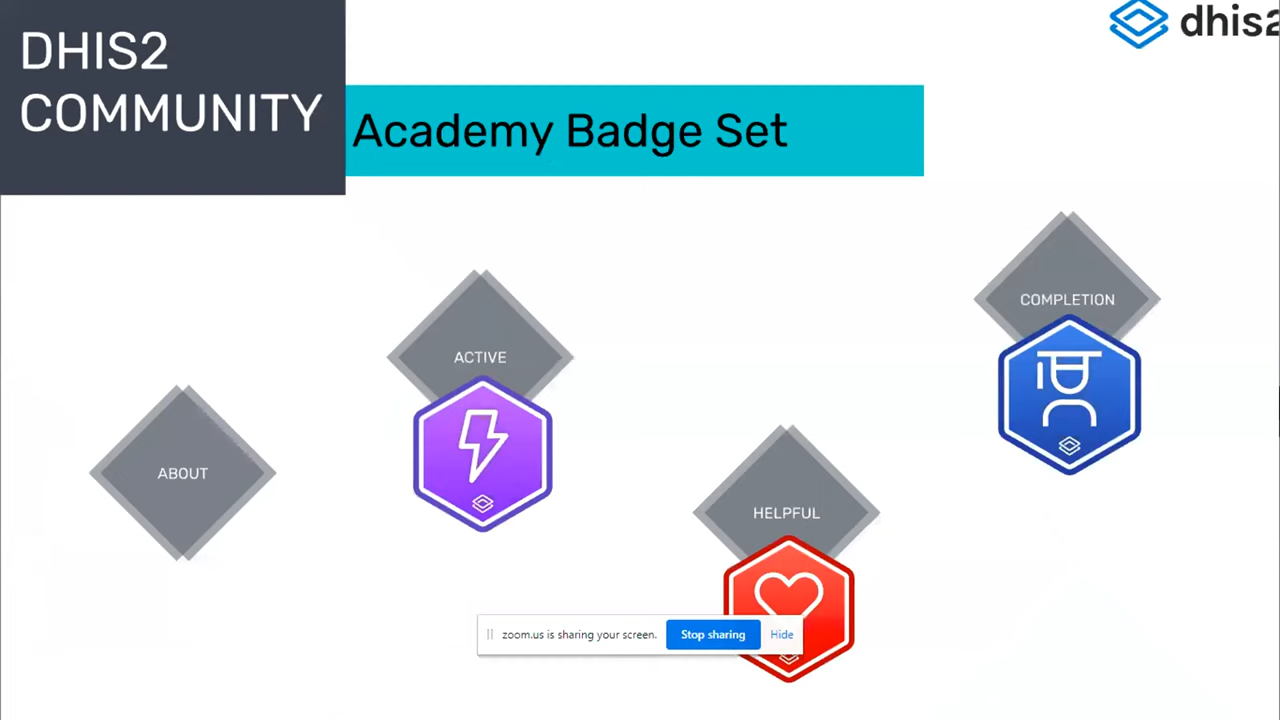 DHIS2
COMMUNITY
dhis2
Academy Badge Set
COMPLETION
ACTIVE
ABOUT
HELPFUL
zoom.us is sharing your screen.
Stop sharing
Hide